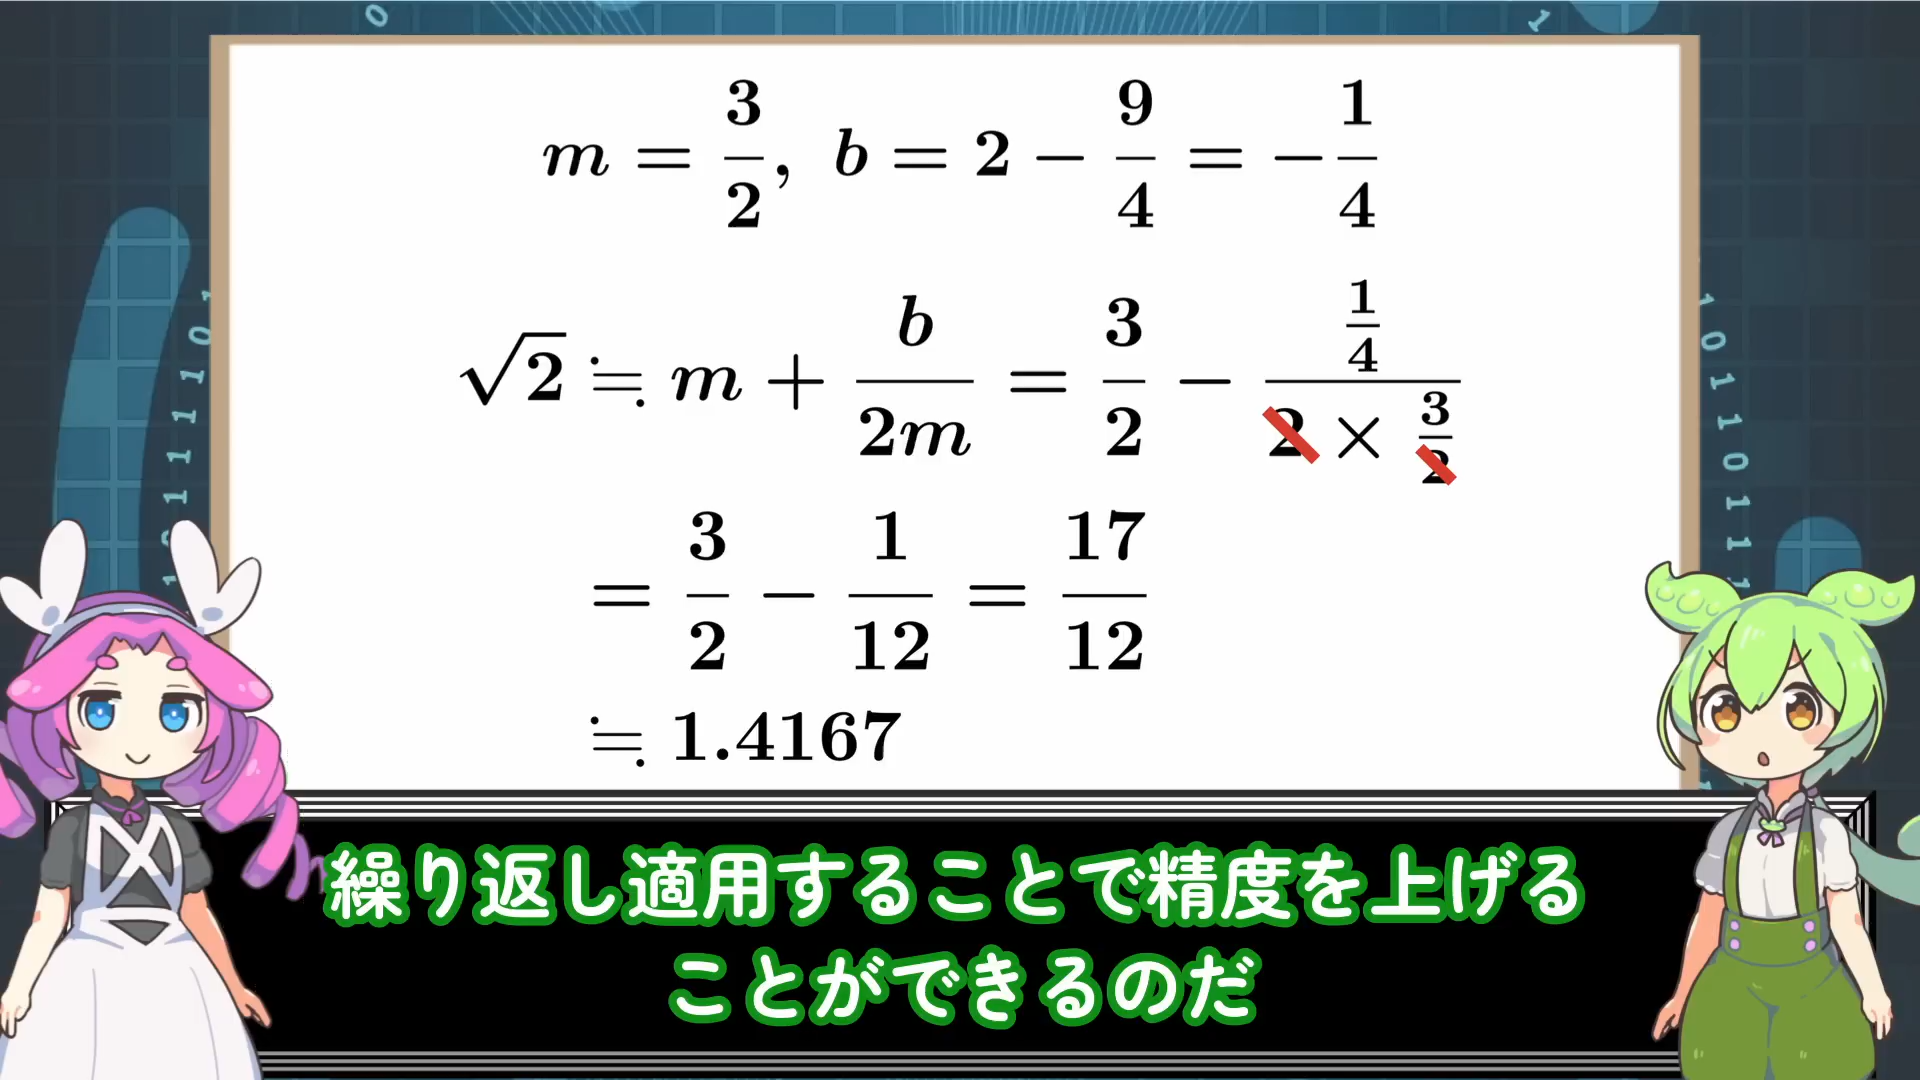 m = 3/2, b = 2 − 9/4 = −1/4
√2 ≒ m + b/2m = 3/2 − (1/4)/(2 × 3/2)
= 3/2 − 1/12 = 17/12
≒ 1.4167
繰り返し適用することで精度を上げる
ことができるのだ